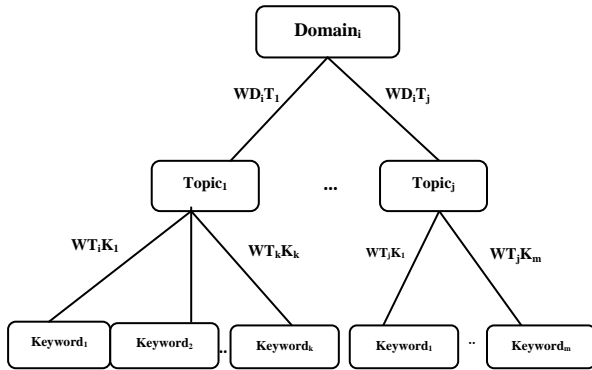 Domainᵢ
WDᵢT₁ WDᵢTⱼ
Topic₁ ... Topicⱼ
WTᵢK₁ WTₖKₖ WTⱼK₁ WTⱼKₘ
Keyword₁ Keyword₂ .. Keywordₖ Keyword₁ .. Keywordₘ